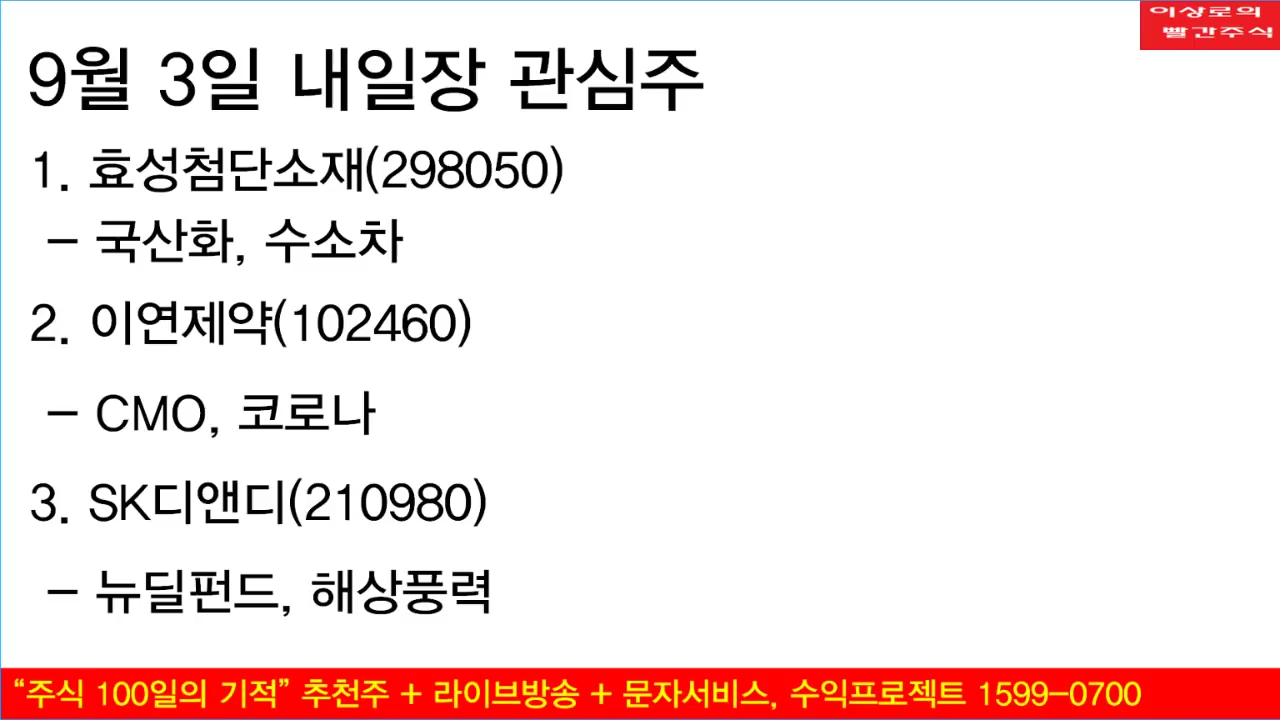 이상로의
빨간주식
9월 3일 내일장 관심주
1. 효성첨단소재(298050)
- 국산화, 수소차
2. 이연제약(102460)
- CMO, 코로나
3. SK디앤디(210980)
- 뉴딜펀드, 해상풍력
“주식 100일의 기적” 추천주 + 라이브방송 + 문자서비스, 수익프로젝트 1599-0700